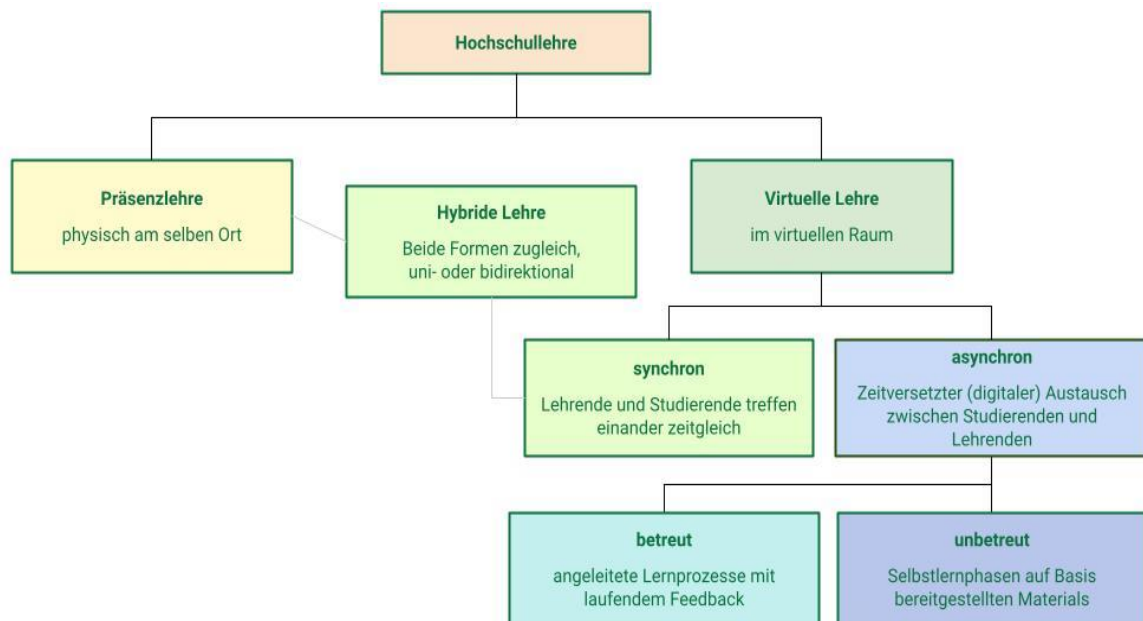 Hochschullehre
Präsenzlehre
physisch am selben Ort
Hybride Lehre
Beide Formen zugleich,
uni- oder bidirektional
Virtuelle Lehre
im virtuellen Raum
synchron
Lehrende und Studierende treffen
einander zeitgleich
asynchron
Zeitversetzter (digitaler) Austausch
zwischen Studierenden und
Lehrenden
betreut
angeleitete Lernprozesse mit
laufendem Feedback
unbetreut
Selbstlernphasen auf Basis
bereitgestellten Materials